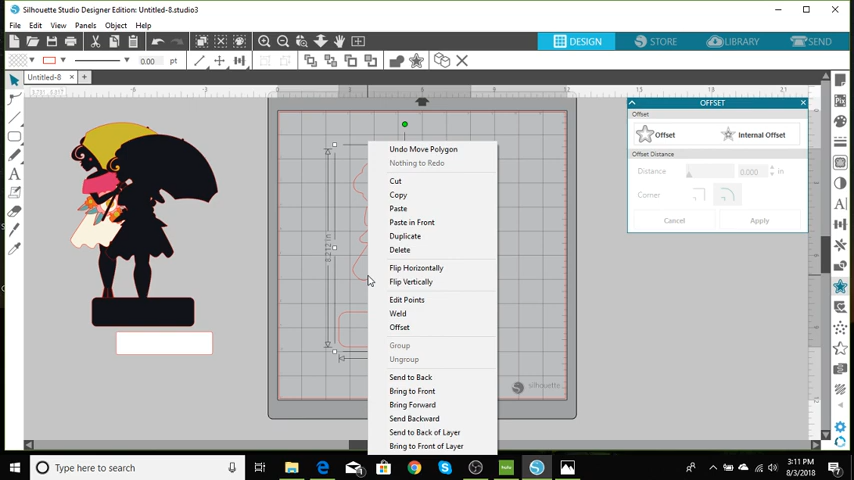 Silhouette Studio Designer Edition: Untitled-8.studio3
File Edit View Panels Object Help
0.00 pt
DESIGN STORE LIBRARY SEND
Untitled-8
OFFSET
Offset
Offset Internal Offset
Offset Distance
Distance 0.000 in
Corner
Cancel Apply
Undo Move Polygon
Nothing to Redo
Cut
Copy
Paste
Paste in Front
Duplicate
Delete
Flip Horizontally
Flip Vertically
Edit Points
Weld
Offset
Group
Ungroup
Send to Back
Bring to Front
Bring Forward
Send Backward
Send to Back of Layer
Bring to Front of Layer
silhouette
Type here to search
hulu
3:11 PM
8/3/2018